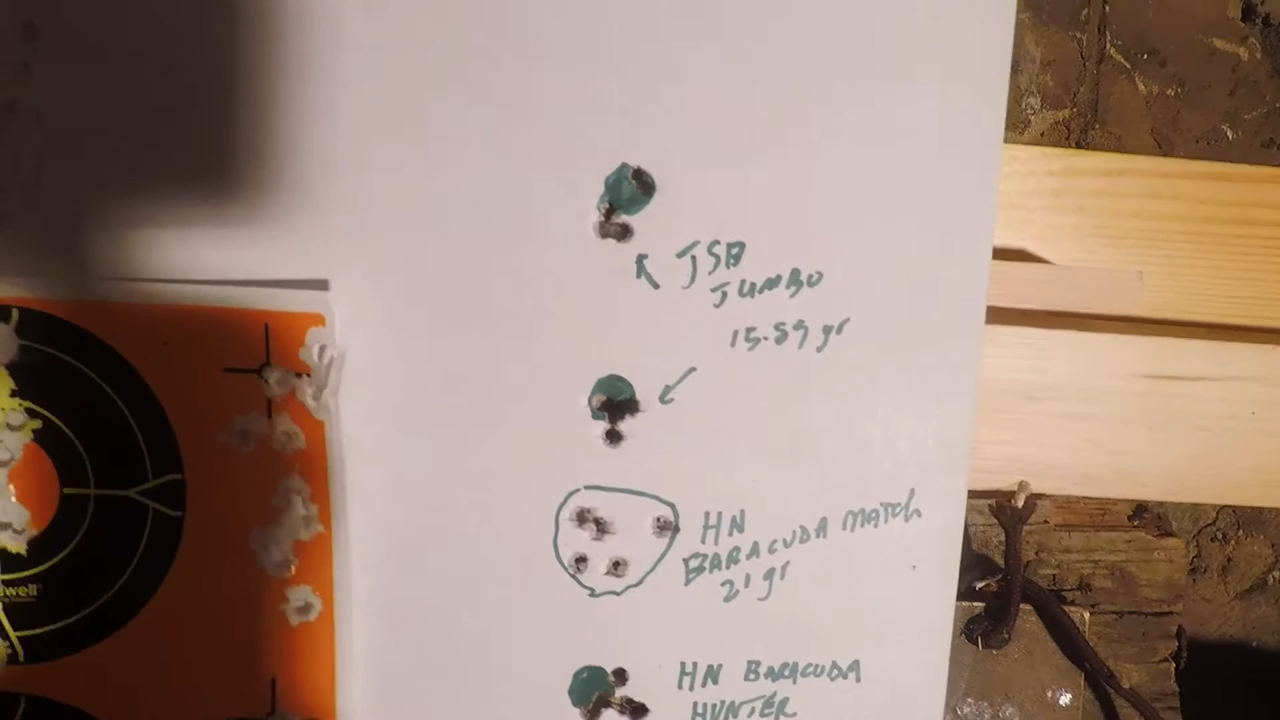 JSB
JUMBO
15.89 gr
HN
BARACUDA MATCH
21 gr
HN BARACUDA
HUNTER